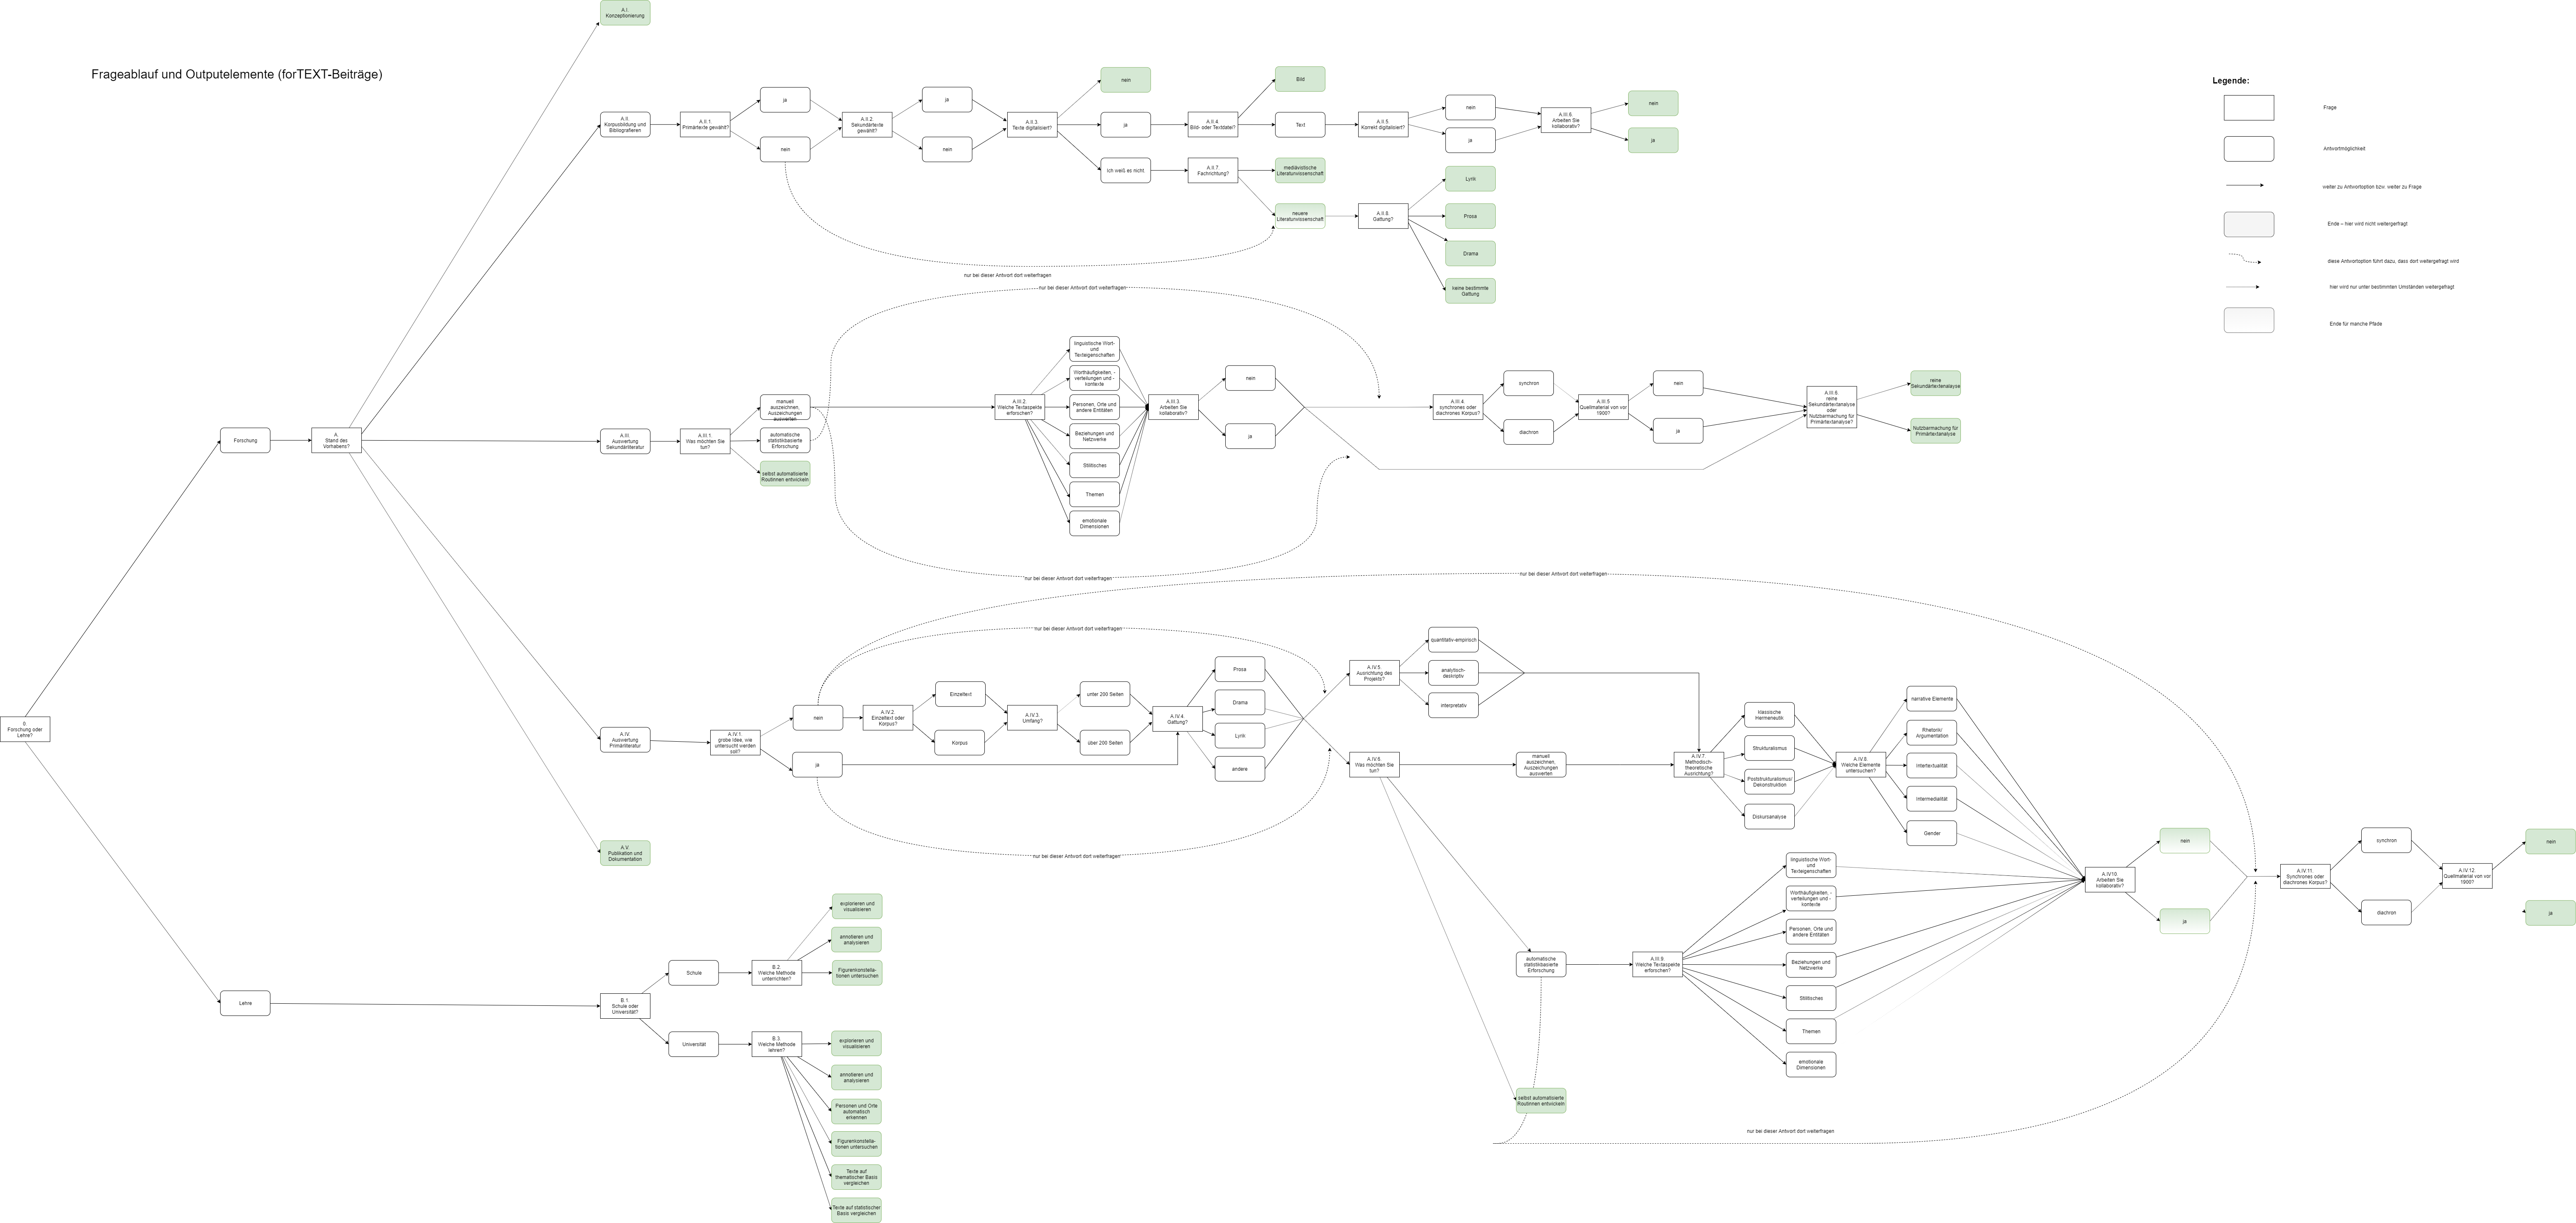 Frageablauf und Outputelemente (forTEXT-Beiträge)
Legende:
Frage
Antwortmöglichkeit
weiter zu Antwortoption bzw. weiter zu Frage
Ende = hier wird nicht weitergefragt
diese Antwortoption führt dazu, dass dort weitergefragt wird
hier wird nur unter bestimmten Umständen weitergefragt
Ende für manche Pfade
0.
Forschung oder
Lehre?
Forschung
A.
Stand des
Vorhabens?
A.I.
Konzeptionierung
A.II.
Korpusbildung und
Bibliografieren
A.II.1.
Primärtexte gewählt?
ja
nein
A.II.2.
Sekundärtexte
gewählt?
ja
nein
A.II.3.
Texte digitalisiert?
nein
ja
Ich weiß es nicht.
A.II.4.
Bild- oder Textdatei?
Bild
Text
A.II.5.
Korrekt digitalisiert?
nein
ja
A.III.6.
Arbeiten Sie
kollaborativ?
nein
ja
A.II.7.
Fachrichtung?
mediävistische
Literaturwissenschaft
neuere
Literaturwissenschaft
A.II.8.
Gattung?
Lyrik
Prosa
Drama
keine bestimmte
Gattung
nur bei dieser Antwort dort weiterfragen
nur bei dieser Antwort dort weiterfragen
A.III.
Auswertung
Sekundärliteratur
A.III.1.
Was möchten Sie
tun?
manuell
auszeichnen,
Auszeichungen
auswerten
automatische
statistikbasierte
Erforschung
selbst automatisierte
Routinnen entwickeln
A.III.2.
Welche Textaspekte
erforschen?
linguistische Wort-
und
Texteigenschaften
Worthäufigkeiten, -
verteilungen und -
kontexte
Personen, Orte und
andere Entitäten
Beziehungen und
Netzwerke
Stilitisches
Themen
emotionale
Dimensionen
A.III.3.
Arbeiten Sie
kollaborativ?
nein
ja
A.III.4.
synchrones oder
diachrones Korpus?
synchron
diachron
A.III.5
Quellmaterial von vor
1900?
nein
ja
A.III.6.
reine
Sekundärtextanalyse
oder
Nutzbarmachung für
Primärtextanalyse?
reine
Sekundärtextenalayse
Nutzbarmachung für
Primärtextanalyse
nur bei dieser Antwort dort weiterfragen
nur bei dieser Antwort dort weiterfragen
nur bei dieser Antwort dort weiterfragen
A.IV.
Auswertung
Primärliteratur
A.IV.1.
grobe Idee, wie
untersucht werden
soll?
nein
ja
A.IV.2.
Einzeltext oder
Korpus?
Einzeltext
Korpus
A.IV.3.
Umfang?
unter 200 Seiten
über 200 Seiten
A.IV.4.
Gattung?
Prosa
Drama
Lyrik
andere
nur bei dieser Antwort dort weiterfragen
A.IV.5.
Ausrichtung des
Projekts?
quantitativ-empirisch
analytisch-
deskriptiv
interpretativ
A.IV.6.
Was möchten Sie
tun?
manuell
auszeichnen,
Auszeichungen
auswerten
automatische
statistikbasierte
Erforschung
selbst automatisierte
Routinnen entwickeln
A.IV.7.
Methodisch-
theoretische
Ausrichtung?
klassische
Hermeneutik
Strukturalismus
Poststrukturalismus/
Dekonstruktion
Diskursanalyse
A.IV.8.
Welche Elemente
untersuchen?
narrative Elemente
Rhetorik/
Argumentation
Intertextualität
Intermedialität
Gender
A.III.9.
Welche Textaspekte
erforschen?
linguistische Wort-
und
Texteigenschaften
Worthäufigkeiten, -
verteilungen und -
kontexte
Personen, Orte und
andere Entitäten
Beziehungen und
Netzwerke
Stilitisches
Themen
emotionale
Dimensionen
A.IV10.
Arbeiten Sie
kollaborativ?
nein
ja
A.IV.11.
Synchrones oder
diachrones Korpus?
synchron
diachron
A.IV.12.
Quellmaterial von vor
1900?
nein
ja
nur bei dieser Antwort dort weiterfragen
A.V.
Publikation und
Dokumentation
Lehre
B.1.
Schule oder
Universität?
Schule
B.2.
Welche Methode
unterrichten?
explorieren und
visualisieren
annotieren und
analysieren
Figurenkonstella-
tionen untersuchen
Universität
B.3.
Welche Methode
lehren?
explorieren und
visualisieren
annotieren und
analysieren
Personen und Orte
automatisch
erkennen
Figurenkonstella-
tionen untersuchen
Texte auf
thematischer Basis
vergleichen
Texte auf statistischer
Basis vergleichen